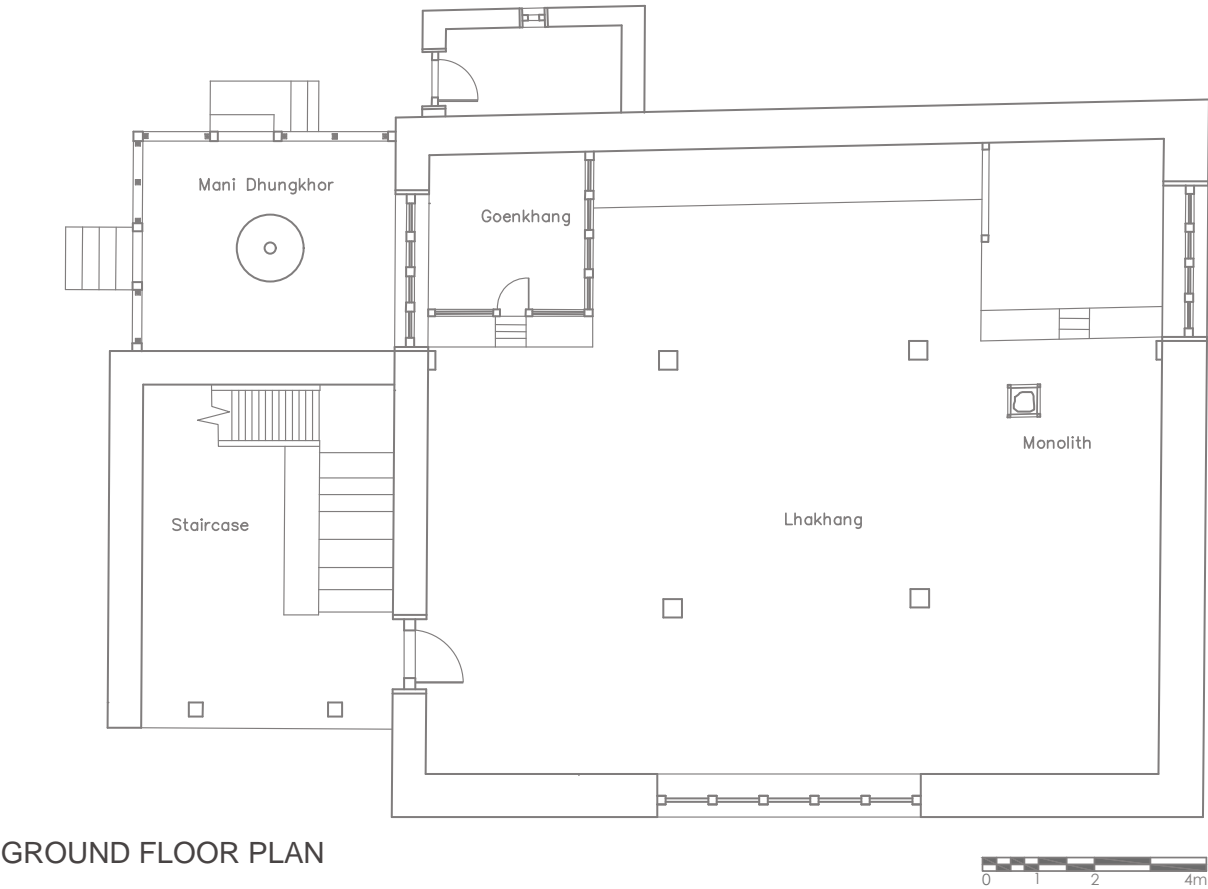 Mani Dhungkhor
Goenkhang
Monolith
Staircase
Lhakhang
GROUND FLOOR PLAN
0 1 2 4m